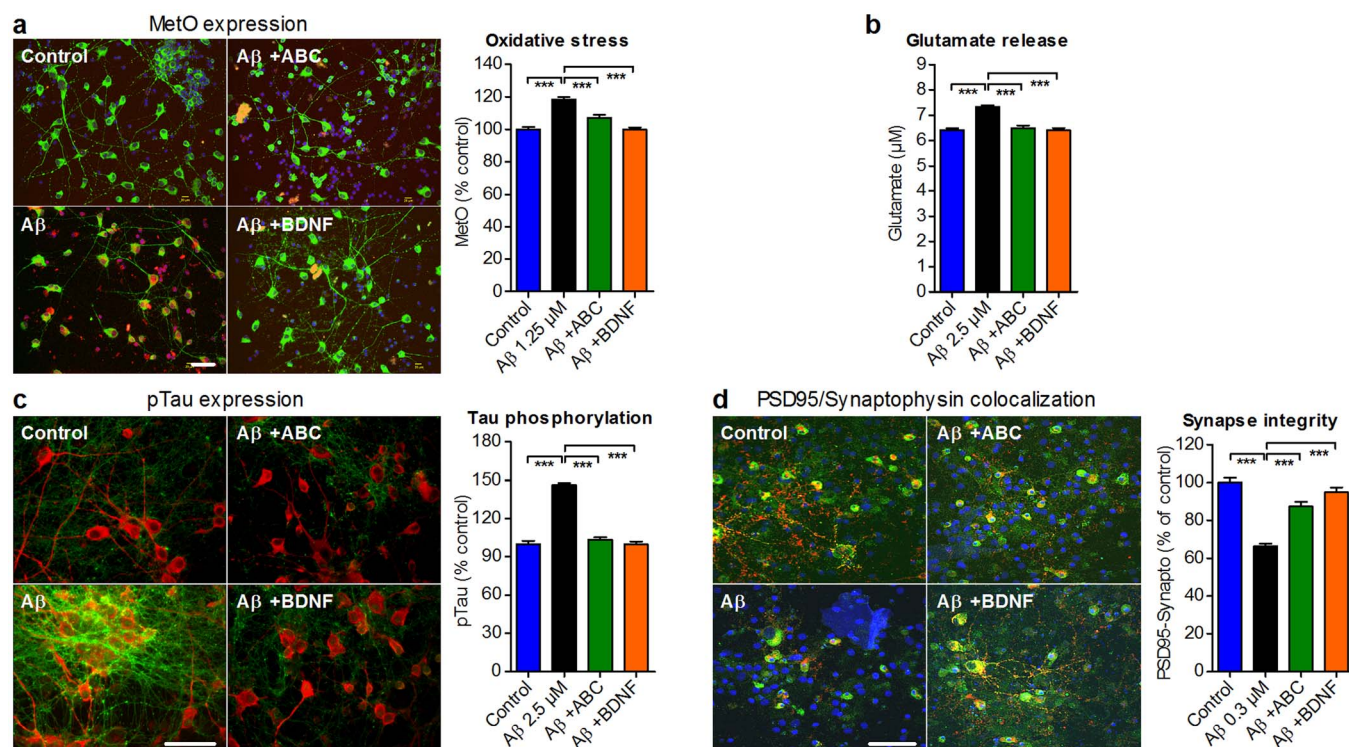 a MetO expression
Control
Aβ +ABC
Aβ
Aβ +BDNF
Oxidative stress
MetO (% control)
140
120
100
80
60
40
20
0
***
***
***
Control
Aβ 1.25 µM
Aβ +ABC
Aβ +BDNF
b Glutamate release
Glutamate (µM)
9
8
7
6
5
4
3
2
1
0
***
***
***
Control
Aβ 2.5 µM
Aβ +ABC
Aβ +BDNF
c pTau expression
Control
Aβ +ABC
Aβ
Aβ +BDNF
Tau phosphorylation
pTau (% control)
180
150
100
90
60
30
0
***
***
***
Control
Aβ 2.5 µM
Aβ +ABC
Aβ +BDNF
d PSD95/Synaptophysin colocalization
Control
Aβ +ABC
Aβ
Aβ +BDNF
Synapse integrity
PSD95-Synapto (% of control)
120
100
80
60
40
20
0
***
***
***
Control
Aβ 0.3 µM
Aβ +ABC
Aβ +BDNF